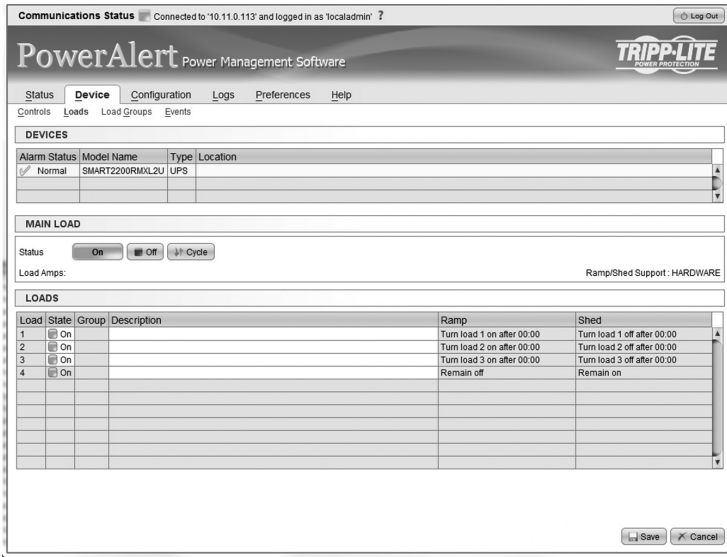 Communications Status Connected to '10.11.0.113' and logged in as 'localadmin' ? Log Out
PowerAlert Power Management Software
TRIPP·LITE
POWER PROTECTION
Status Device Configuration Logs Preferences Help
Controls Loads Load Groups Events
DEVICES
Alarm Status Model Name Type Location
Normal SMART2200RMXL2U UPS
MAIN LOAD
Status On Off Cycle
Load Amps: Ramp/Shed Support : HARDWARE
LOADS
Load State Group Description Ramp Shed
1 On Turn load 1 on after 00:00 Turn load 1 off after 00:00
2 On Turn load 2 on after 00:00 Turn load 2 off after 00:00
3 On Turn load 3 on after 00:00 Turn load 3 off after 00:00
4 On Remain off Remain on
Save Cancel